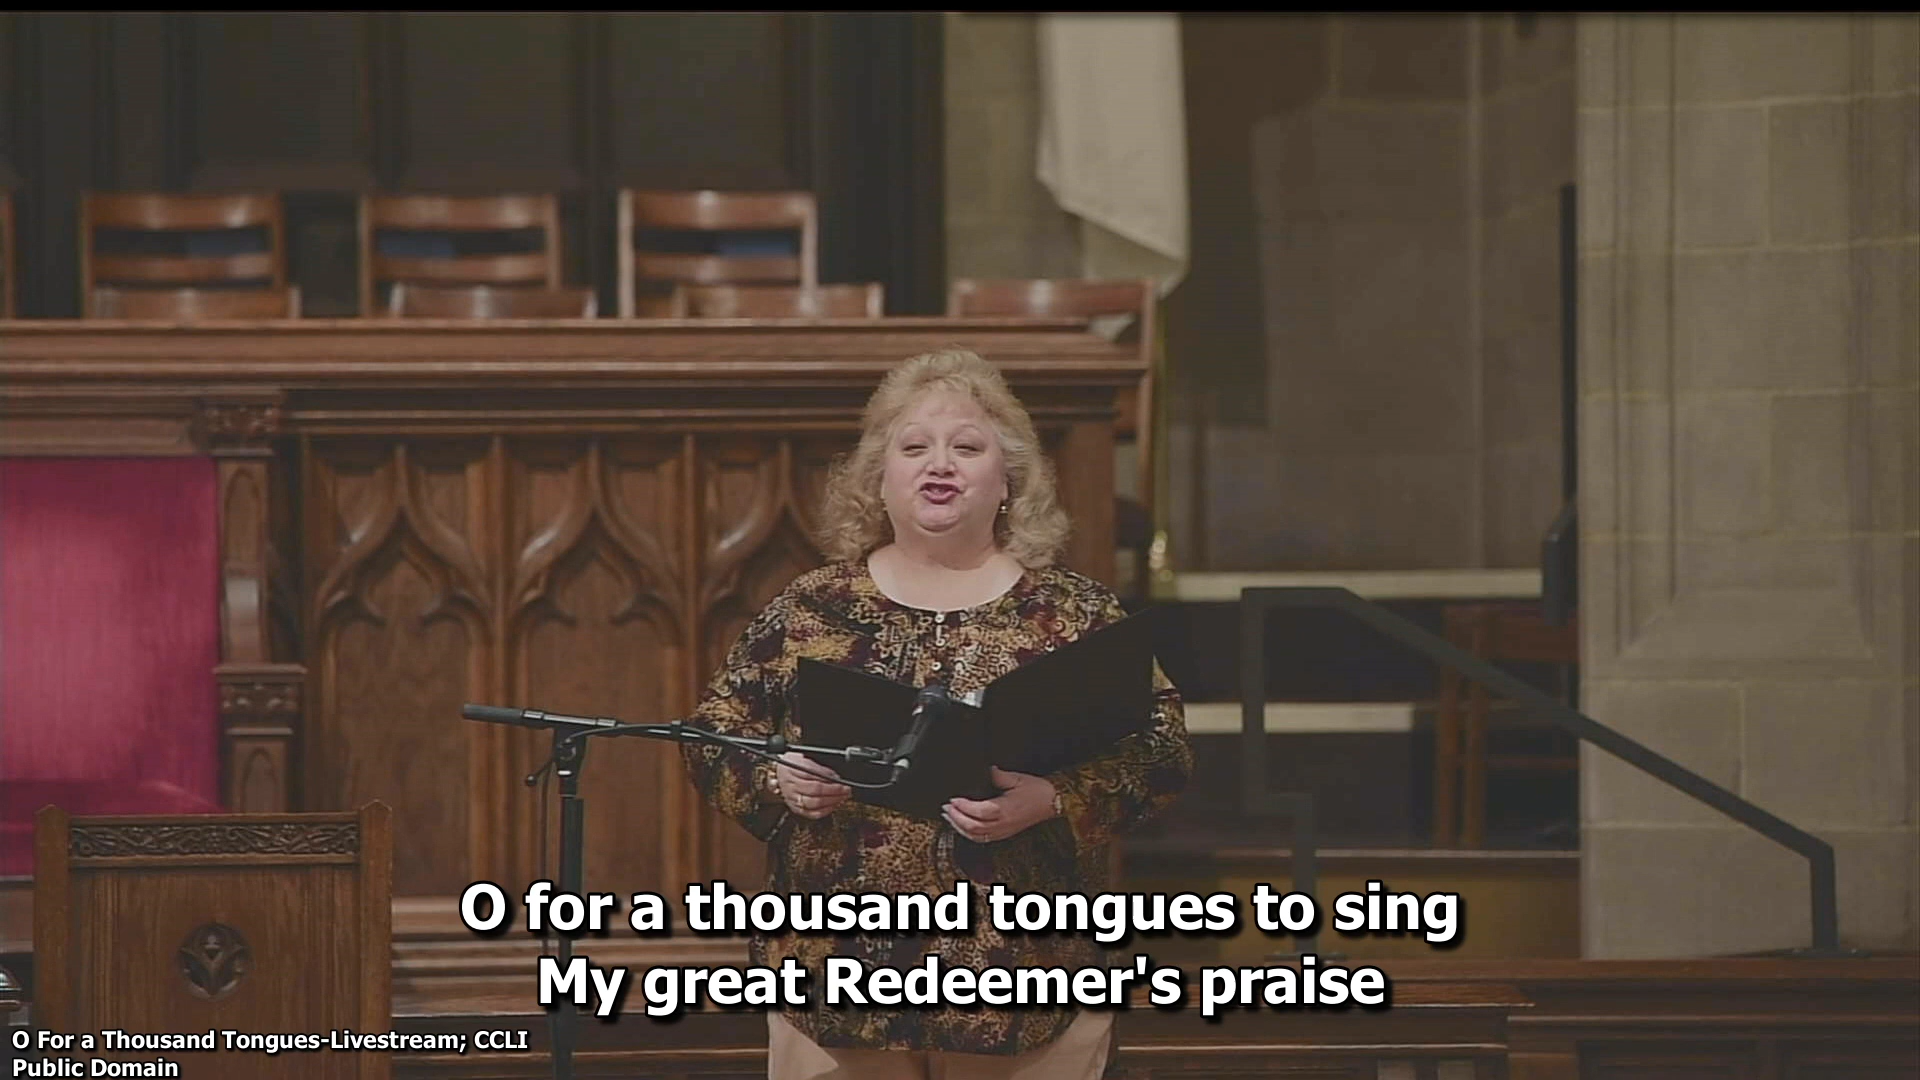 O for a thousand tongues to sing
My great Redeemer's praise
O For a Thousand Tongues-Livestream; CCLI
Public Domain